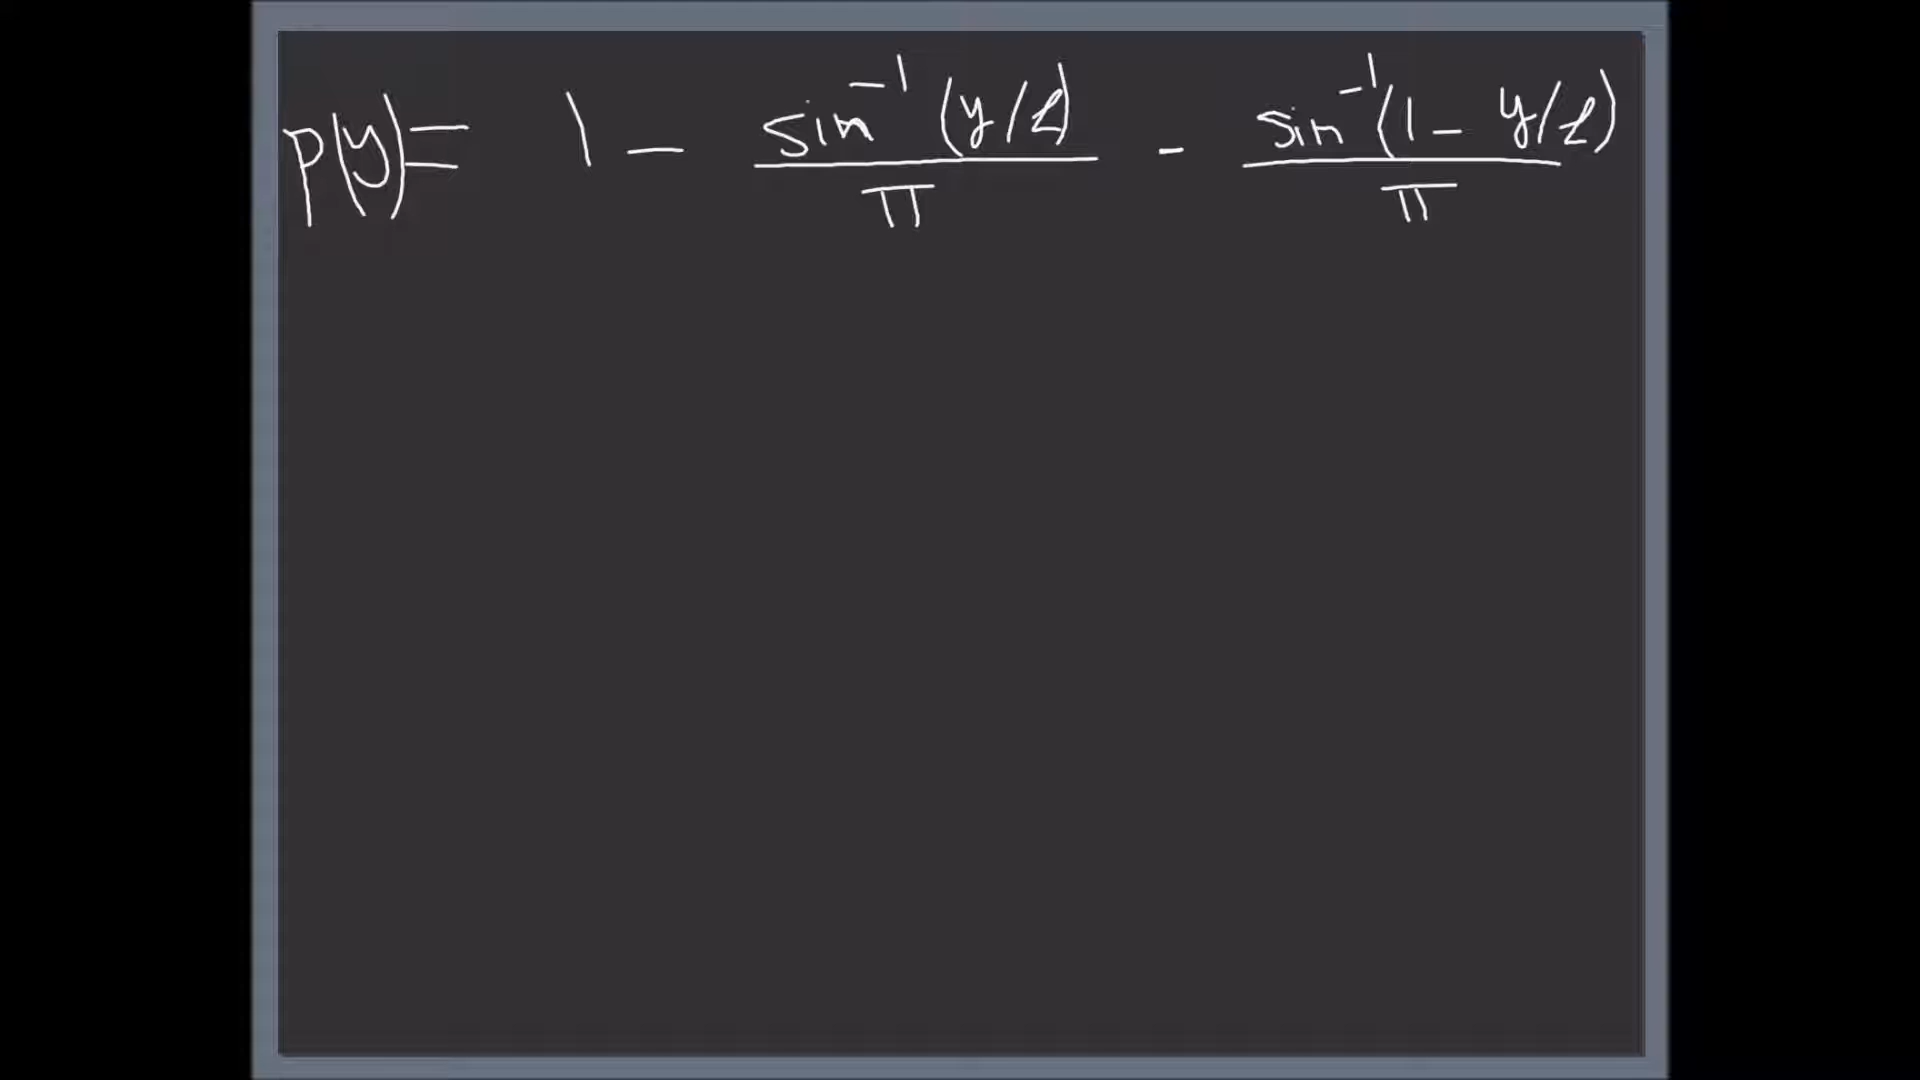 P(y) = 1 - sin⁻¹(y/ℓ)/π - sin⁻¹(1 - y/ℓ)/π